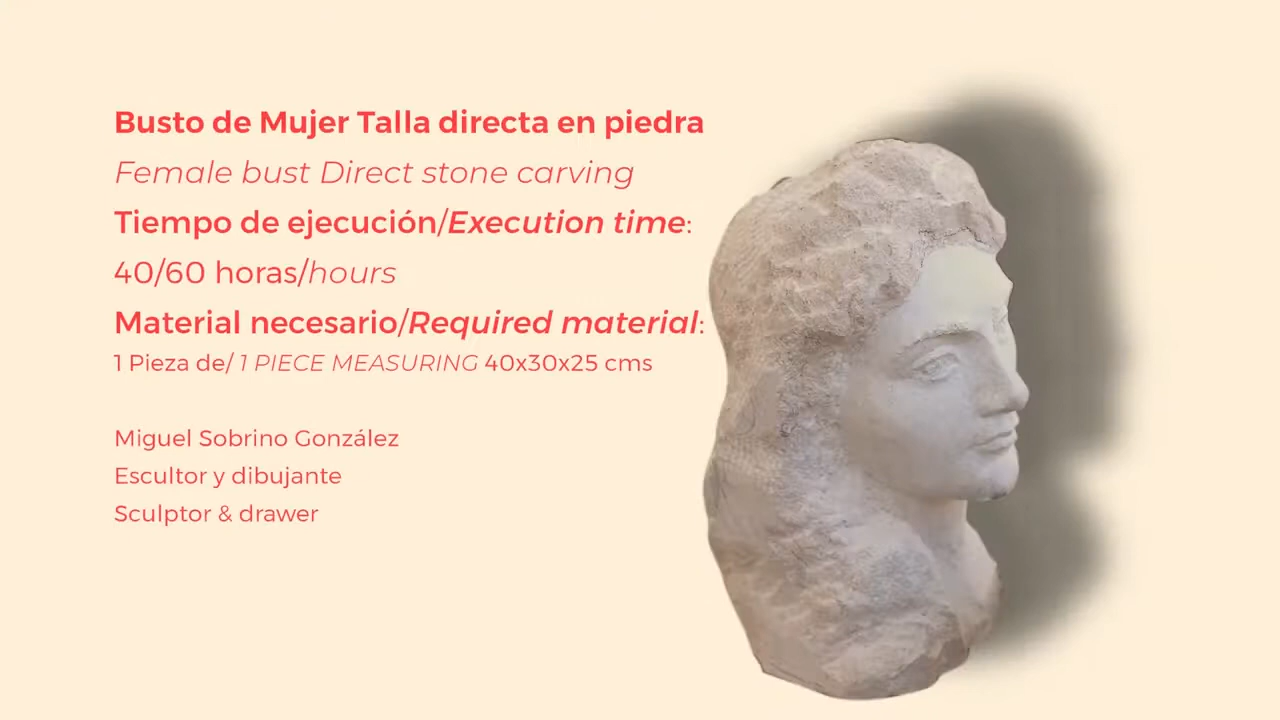 Busto de Mujer Talla directa en piedra
Female bust Direct stone carving
Tiempo de ejecución/Execution time:
40/60 horas/hours
Material necesario/Required material:
1 Pieza de/ 1 PIECE MEASURING 40x30x25 cms
Miguel Sobrino González
Escultor y dibujante
Sculptor & drawer